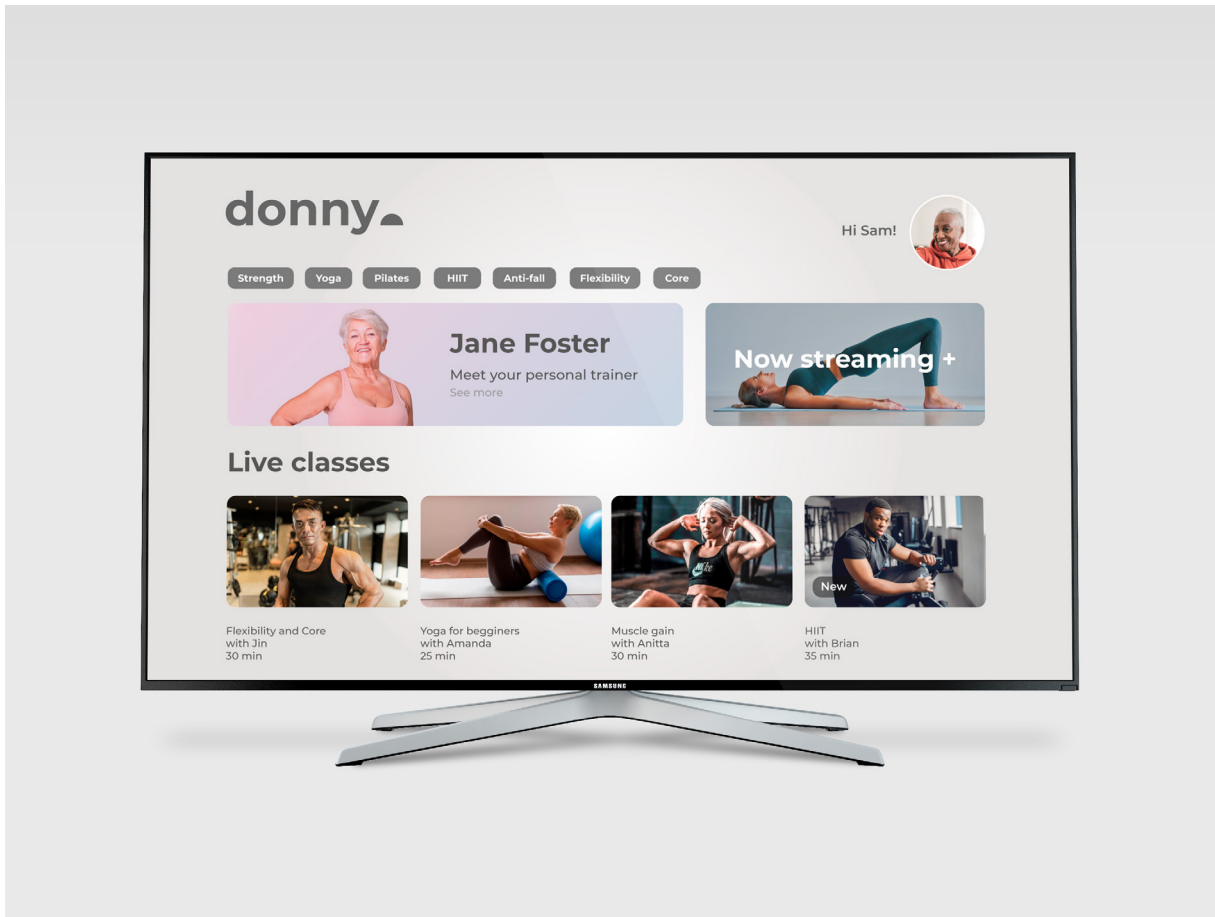 donny
Hi Sam!
Strength Yoga Pilates HIIT Anti-fall Flexibility Core
Jane Foster
Meet your personal trainer
See more
Now streaming +
Live classes
Flexibility and Core
with Jin
30 min
Yoga for begginers
with Amanda
25 min
Muscle gain
with Anitta
30 min
New
HIIT
with Brian
35 min
SAMSUNG